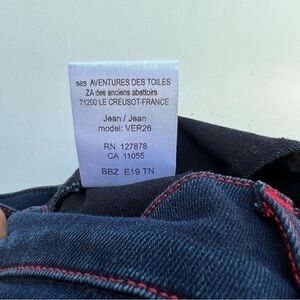 sas AVENTURES DES TOILES
ZA des anciens abattoirs
71200 LE CREUSOT-FRANCE
Jean / Jean
model: VER26
RN 127878
CA 11055
BBZ E19 TN